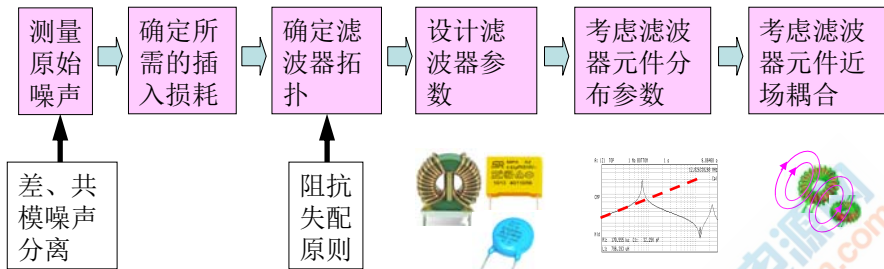 测量
原始
噪声
确定所
需的插
入损耗
确定滤
波器拓
扑
设计滤
波器参
数
考虑滤波
器元件分
布参数
考虑滤波
器元件近
场耦合
差、共
模噪声
分离
阻抗
失配
原则